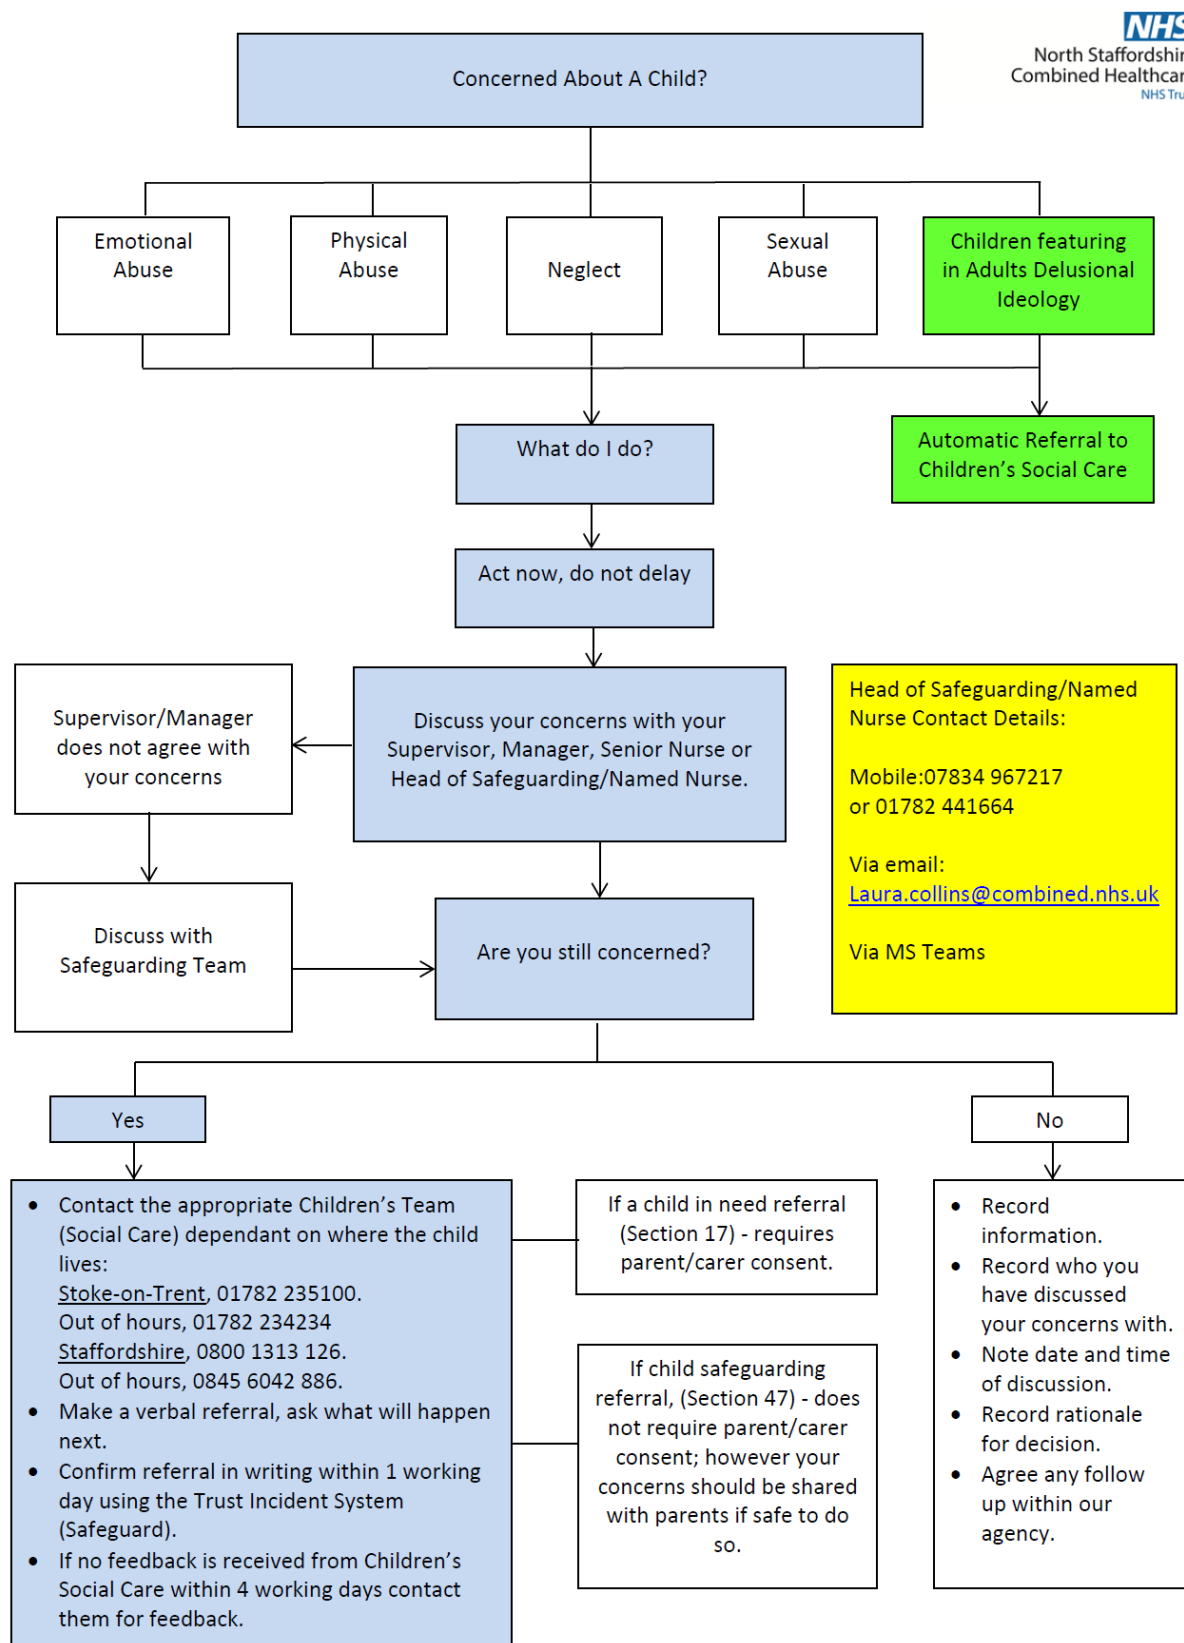 NHS
North Staffordshire
Combined Healthcare
NHS Trust
Concerned About A Child?
Emotional
Abuse
Physical
Abuse
Neglect
Sexual
Abuse
Children featuring
in Adults Delusional
Ideology
What do I do?
Automatic Referral to
Children’s Social Care
Act now, do not delay
Supervisor/Manager
does not agree with
your concerns
Discuss your concerns with your
Supervisor, Manager, Senior Nurse or
Head of Safeguarding/Named Nurse.
Head of Safeguarding/Named
Nurse Contact Details:
Mobile:07834 967217
or 01782 441664
Via email:
Laura.collins@combined.nhs.uk
Via MS Teams
Discuss with
Safeguarding Team
Are you still concerned?
Yes
No
• Contact the appropriate Children’s Team
(Social Care) dependant on where the child
lives:
Stoke-on-Trent, 01782 235100.
Out of hours, 01782 234234
Staffordshire, 0800 1313 126.
Out of hours, 0845 6042 886.
• Make a verbal referral, ask what will happen
next.
• Confirm referral in writing within 1 working
day using the Trust Incident System
(Safeguard).
• If no feedback is received from Children’s
Social Care within 4 working days contact
them for feedback.
If a child in need referral
(Section 17) - requires
parent/carer consent.
If child safeguarding
referral, (Section 47) - does
not require parent/carer
consent; however your
concerns should be shared
with parents if safe to do
so.
• Record
information.
• Record who you
have discussed
your concerns with.
• Note date and time
of discussion.
• Record rationale
for decision.
• Agree any follow
up within our
agency.